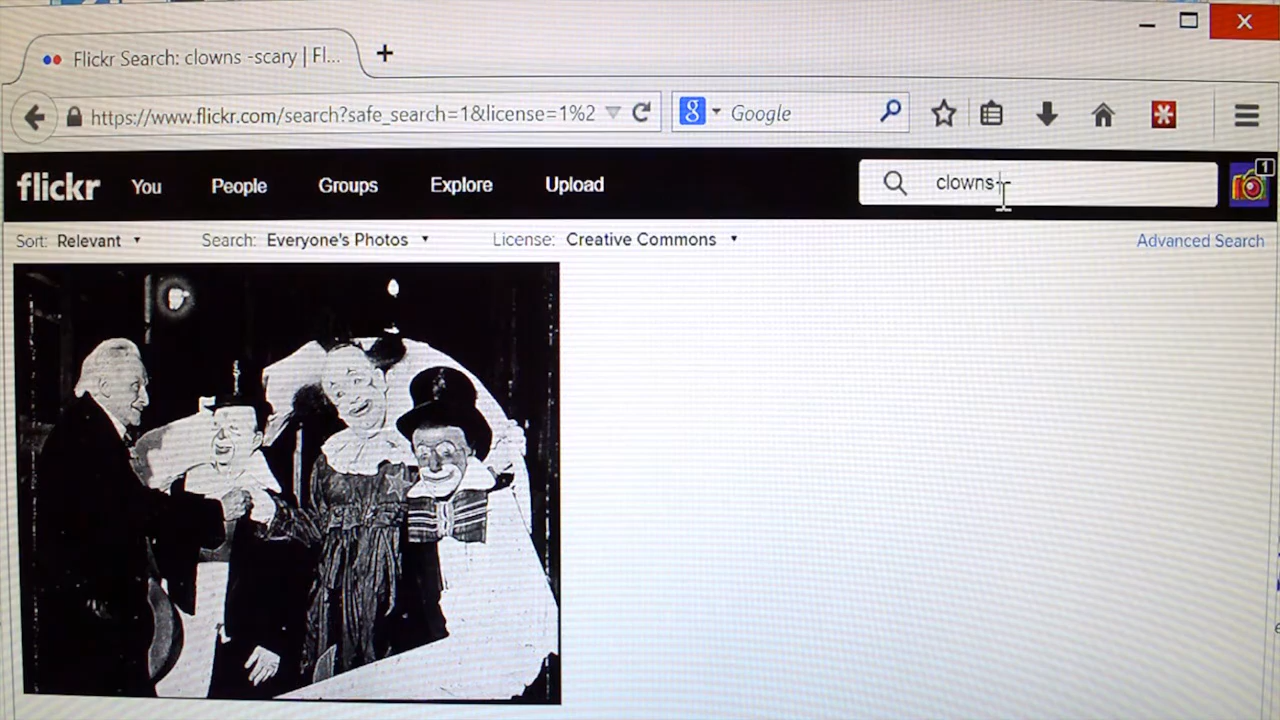 Flickr Search: clowns -scary | Fl...
https://www.flickr.com/search?safe_search=1&license=1%2
Google
flickr You People Groups Explore Upload
clowns-
1
Sort: Relevant Search: Everyone's Photos License: Creative Commons Advanced Search